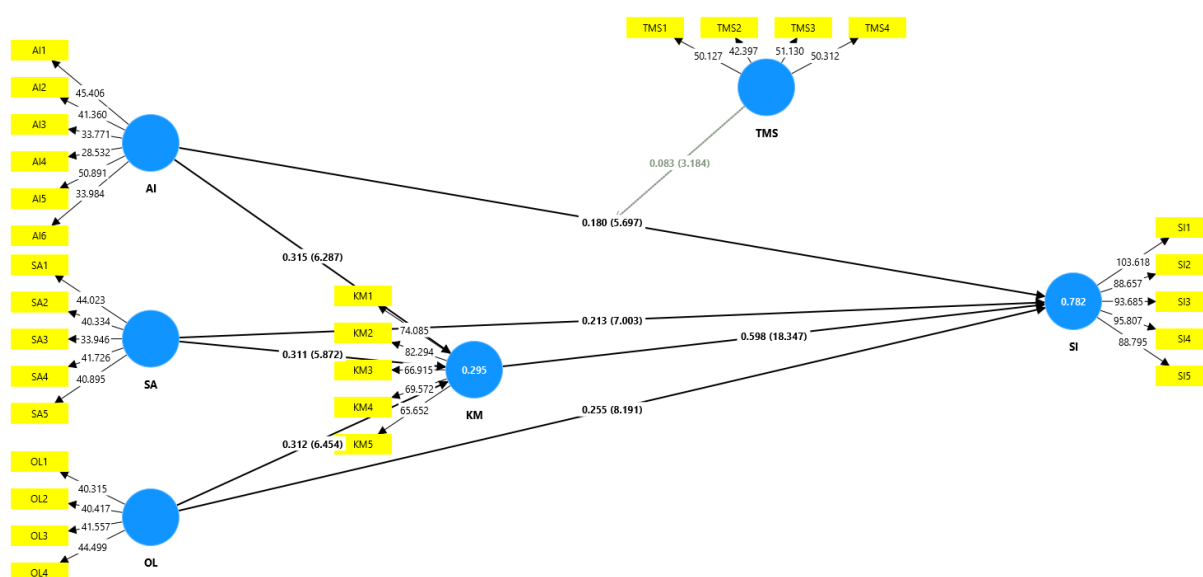 TMS1
TMS2
TMS3
TMS4
50.127
42.397
51.130
50.312
TMS
0.083 (3.184)
AI1
AI2
AI3
AI4
AI5
AI6
45.406
41.360
33.771
28.532
50.891
33.984
AI
0.180 (5.697)
0.315 (6.287)
SA1
SA2
SA3
SA4
SA5
44.023
40.334
33.946
41.726
40.895
SA
0.213 (7.003)
0.311 (5.872)
KM1
KM2
KM3
KM4
KM5
74.085
82.294
66.915
69.572
65.652
0.295
KM
0.598 (18.347)
0.255 (8.191)
0.312 (6.454)
OL1
OL2
OL3
OL4
40.315
40.417
41.557
44.499
OL
SI1
SI2
SI3
SI4
SI5
103.618
88.657
93.685
95.807
88.795
0.782
SI